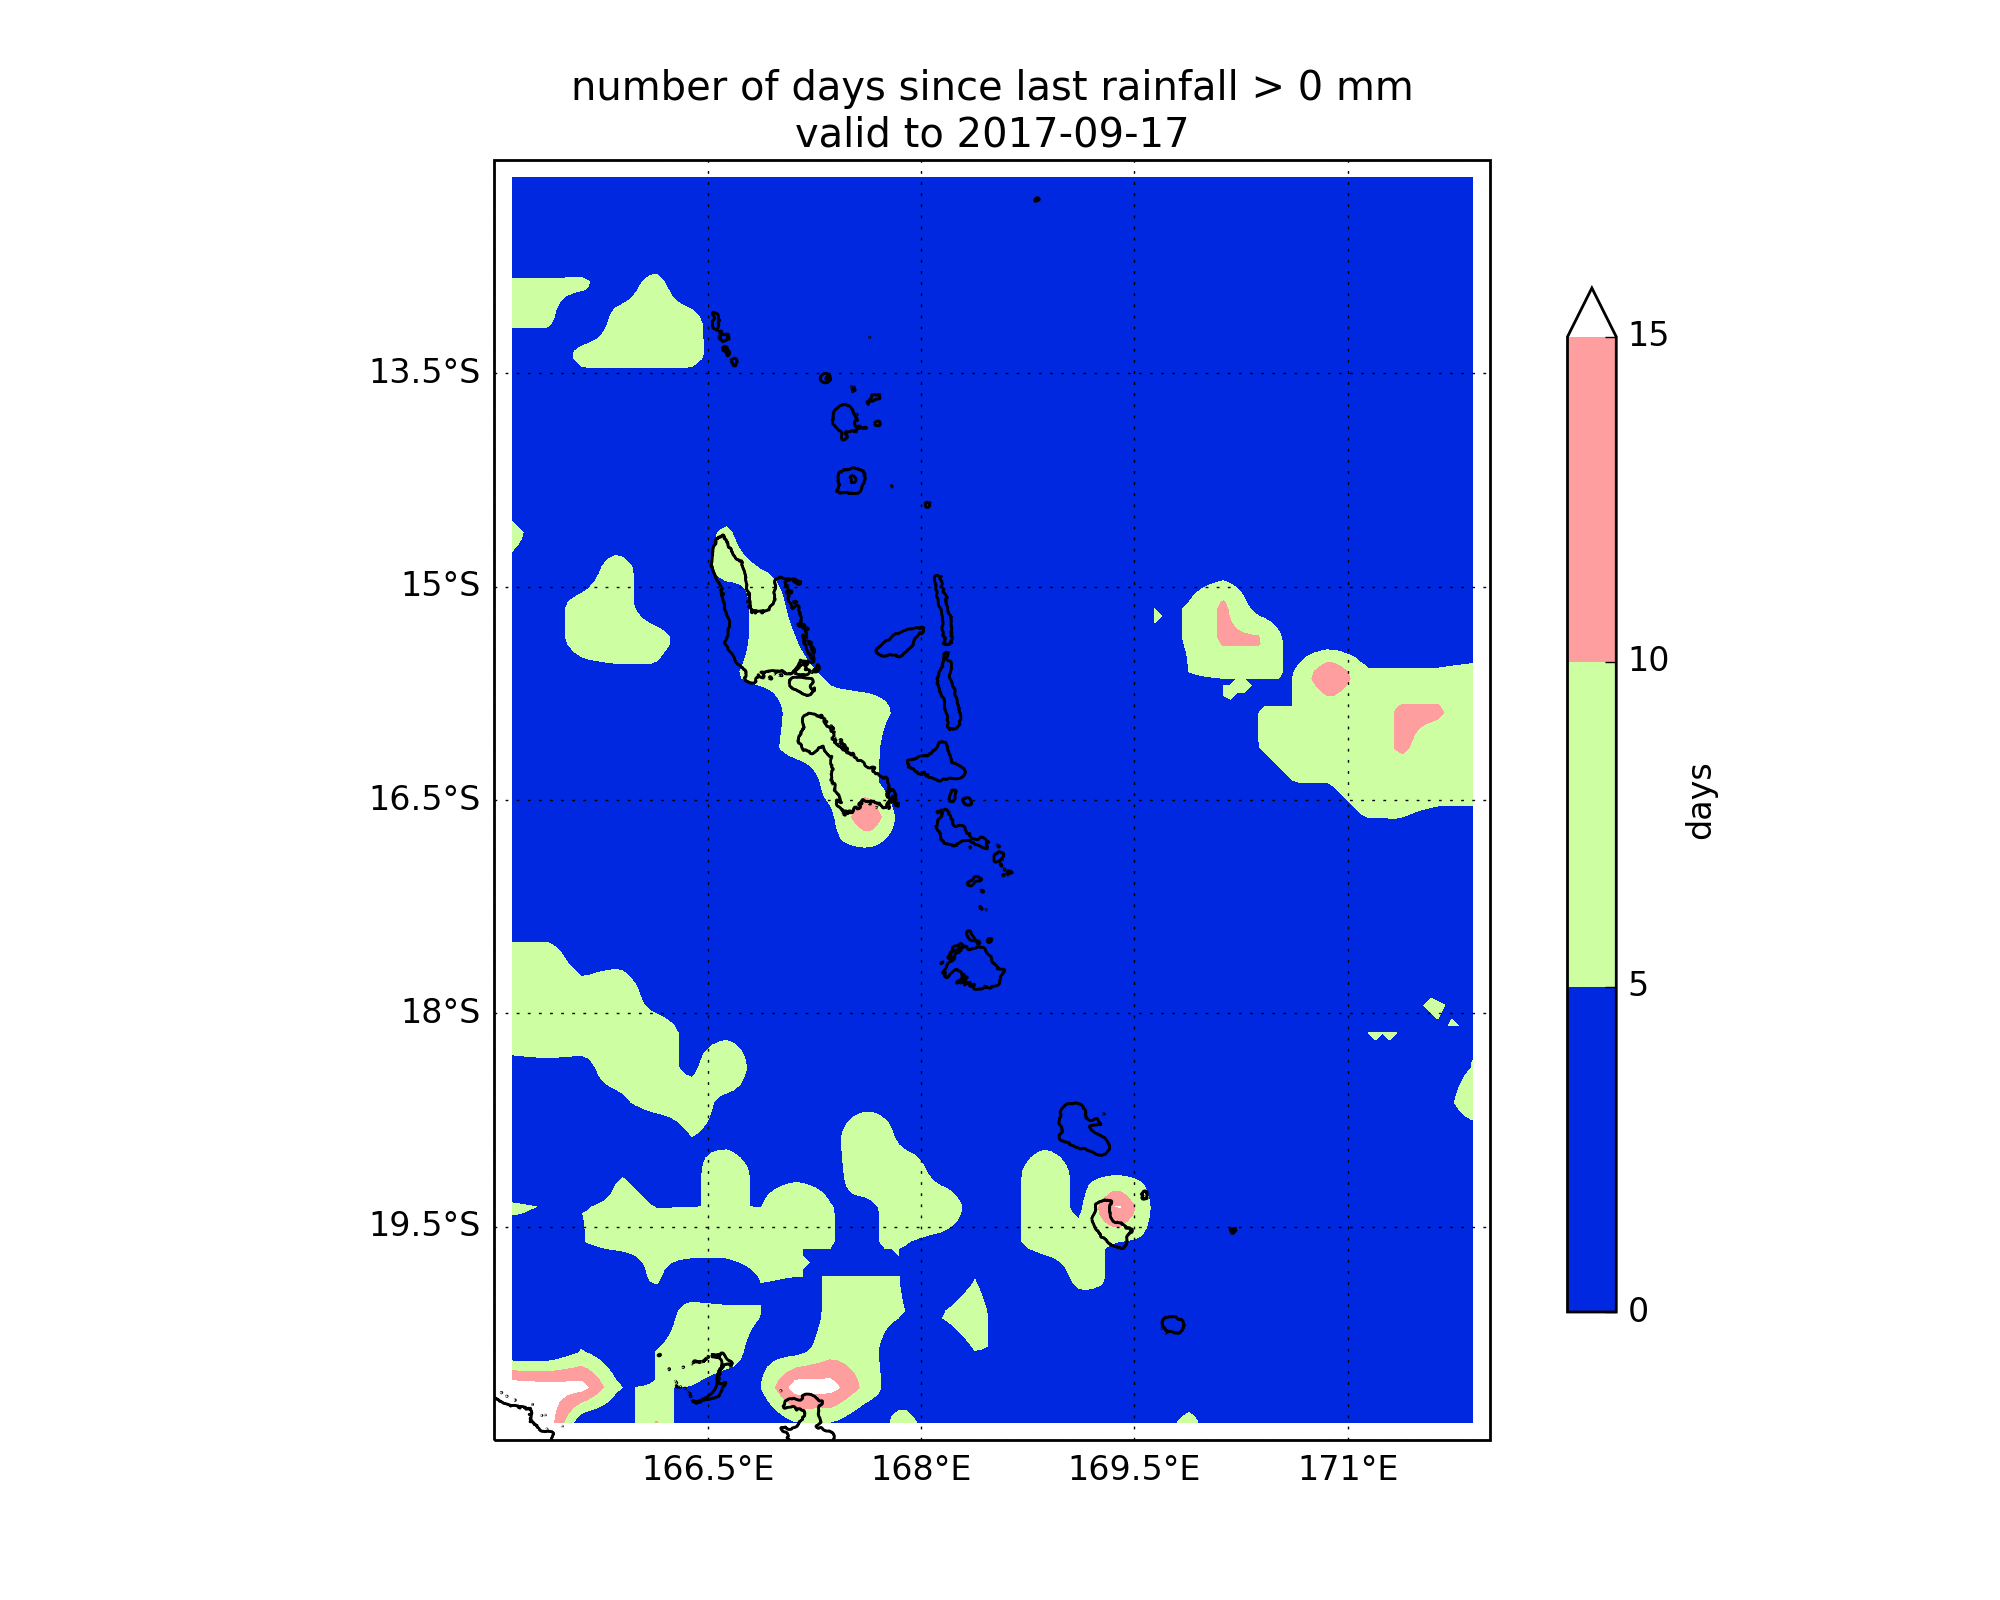 number of days since last rainfall > 0 mm
valid to 2017-09-17
13.5°S
15°S
16.5°S
18°S
19.5°S
166.5°E
168°E
169.5°E
171°E
15
10
5
0
days